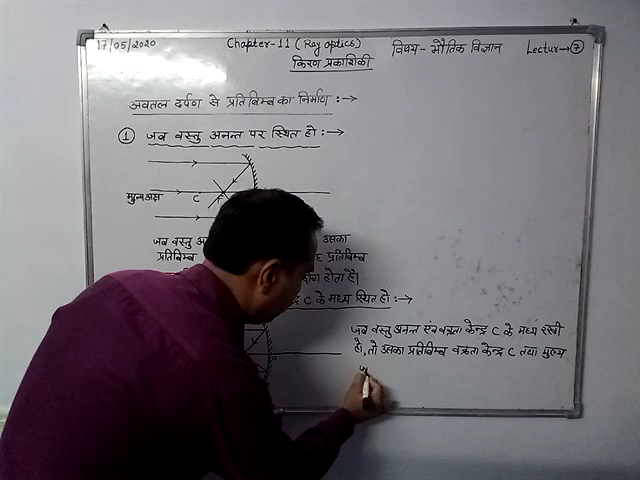 17/05/2020 Chapter-11 (Ray optics) विषय- भौतिक विज्ञान Lectur→7
किरण प्रकाशिकी
अवतल दर्पण से प्रतिबिम्ब का निर्माण :→
1 जब वस्तु अनन्त पर स्थित हो :→
मुख्य अक्ष C F
जब वस्तु उसका
प्रतिबिम्ब प्रतिबिम्ब
होता है|
केन्द्र C के मध्य स्थित हो :→
जब वस्तु अनन्त एवं वक्रता केन्द्र C के मध्य रखी
हो, तो उसका प्रतिबिम्ब वक्रता केन्द्र C तथा मुख्य